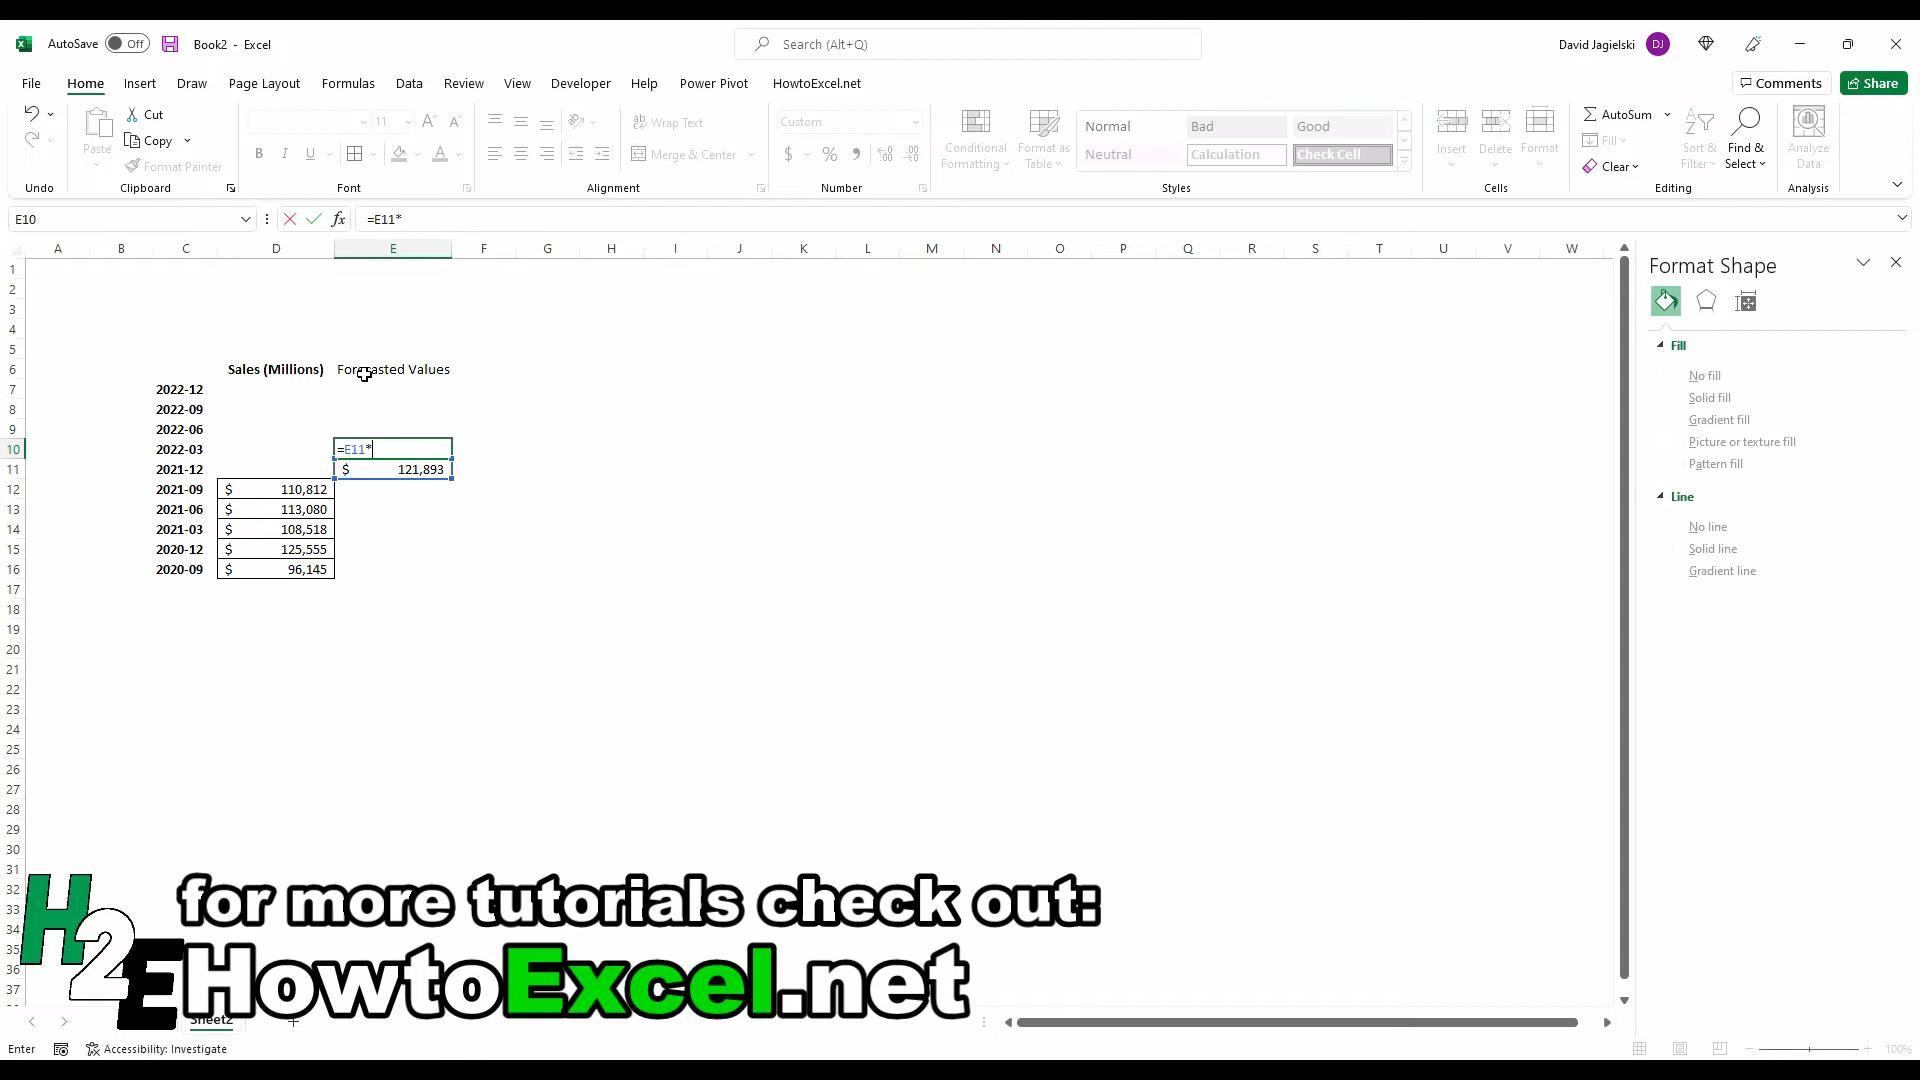 AutoSave Off Book2 - Excel Search (Alt+Q) David Jagielski DJ
File Home Insert Draw Page Layout Formulas Data Review View Developer Help Power Pivot HowtoExcel.net Comments Share
Paste Cut Copy Format Painter
11 B I U A A A
Wrap Text Merge & Center
Custom $ % 9
Conditional Formatting Format as Table
Normal Bad Good
Neutral Calculation Check Cell
Insert Delete Format
AutoSum Fill Clear Sort & Filter Find & Select Analyze Data
Undo Clipboard Font Alignment Number Styles Cells Editing Analysis
E10 fx =E11*
A B C D E F G H I J K L M N O P Q R S T U V W
1
2
3
4
5
6 Sales (Millions) Forecasted Values
7 2022-12
8 2022-09
9 2022-06
10 2022-03 =E11*
11 2021-12 $ 121,893
12 2021-09 $ 110,812
13 2021-06 $ 113,080
14 2021-03 $ 108,518
15 2020-12 $ 125,555
16 2020-09 $ 96,145
17
18
19
20
21
22
23
24
25
26
27
28
29
30
31
32
33
34
35
36
37
Format Shape
Fill
No fill
Solid fill
Gradient fill
Picture or texture fill
Pattern fill
Line
No line
Solid line
Gradient line
H2E
for more tutorials check out:
HowtoExcel.net
Sheet2
Enter Accessibility: Investigate 100%